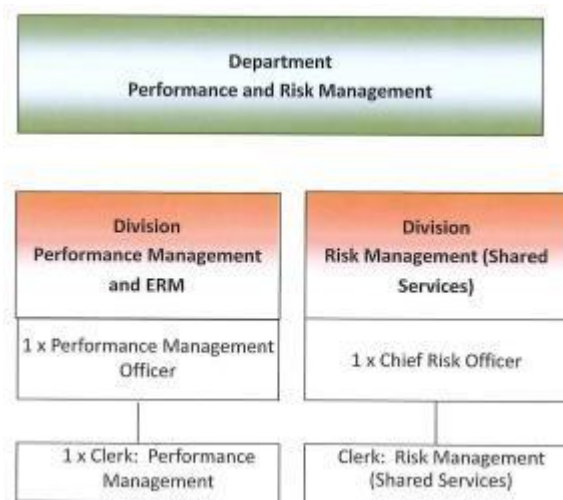 Department
Performance and Risk Management
Division
Performance Management
and ERM
1 x Performance Management
Officer
1 x Clerk: Performance
Management
Division
Risk Management (Shared
Services)
1 x Chief Risk Officer
Clerk: Risk Management
(Shared Services)